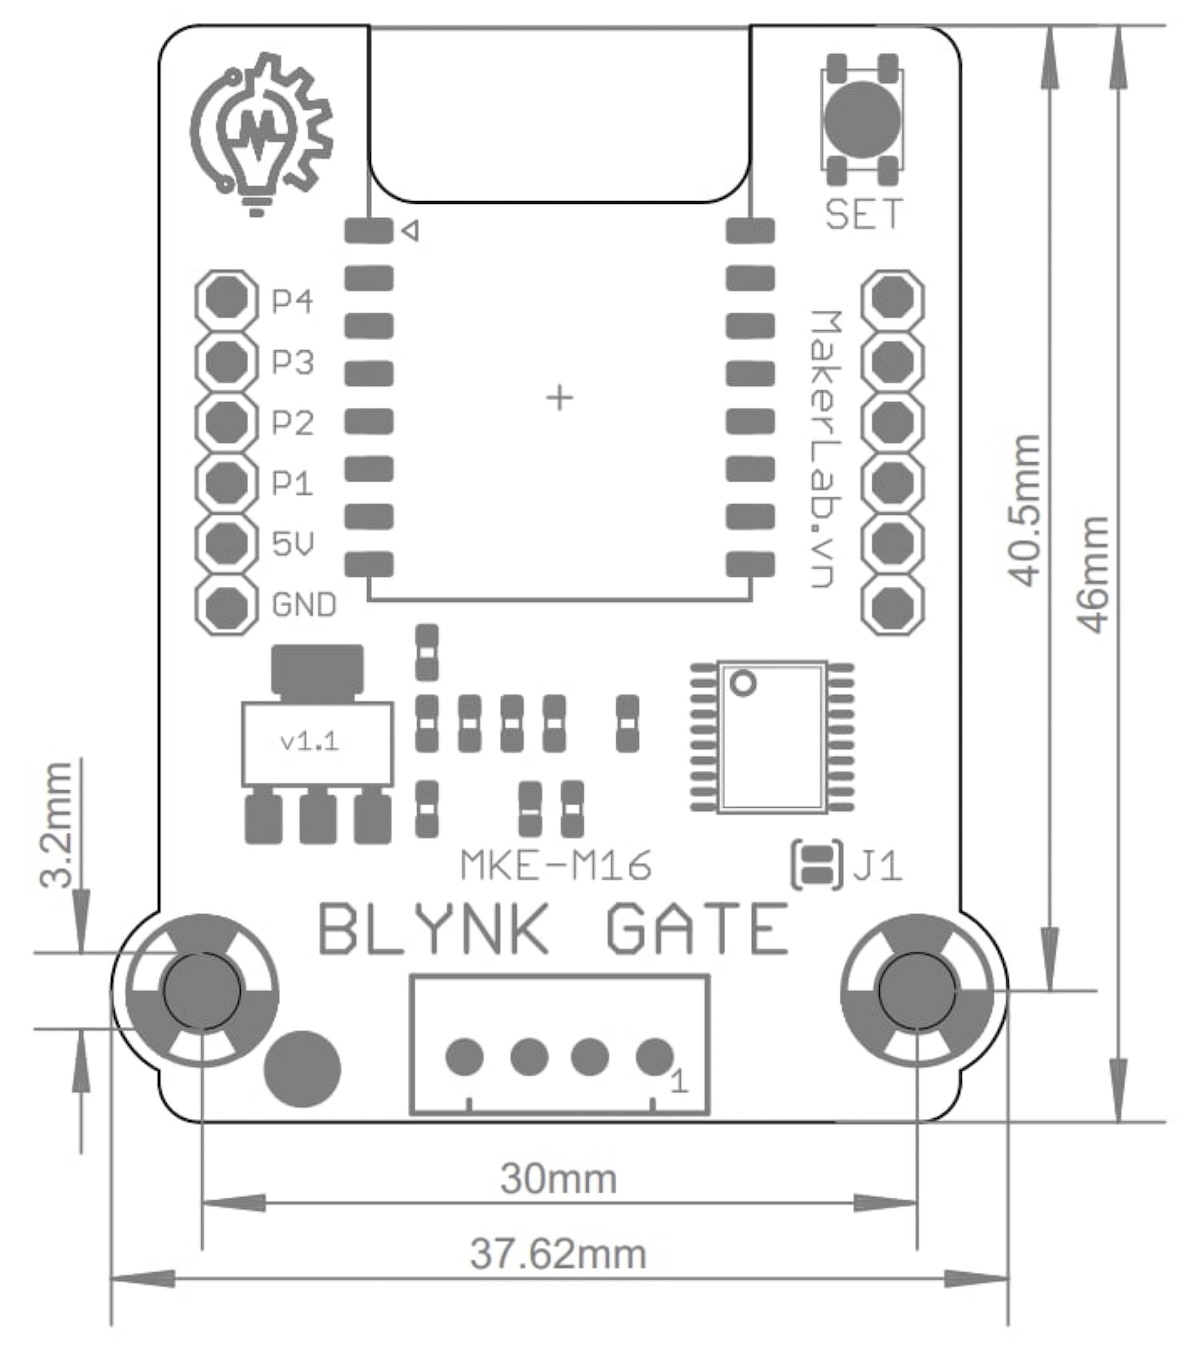 SET
P4
P3
P2
P1
5V
GND
MakerLab.vn
40.5mm
46mm
v1.1
3.2mm
MKE-M16
J1
BLYNK GATE
1
30mm
37.62mm